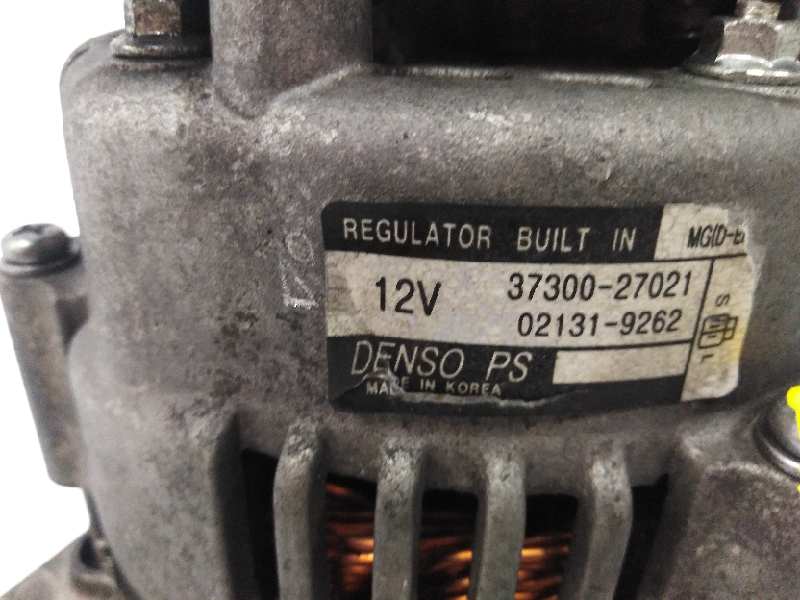 REGULATOR BUILT IN
12V
37300-27021
02131-9262
S
L
DENSO PS
MADE IN KOREA